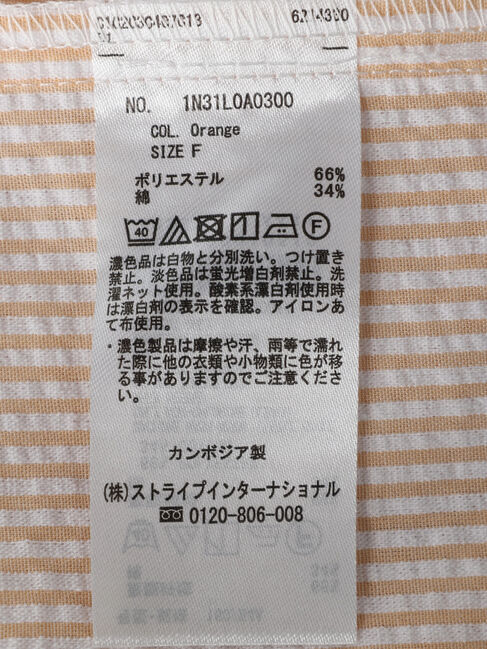 NO. 1N31L0A0300
COL. Orange
SIZE F
ポリエステル 66%
綿 34%
40 F
濃色品は白物と分別洗い。つけ置き
禁止。淡色品は蛍光増白剤禁止。洗
濯ネット使用。酸素系漂白剤使用時
は漂白剤の表示を確認。アイロンあ
て布使用。
・濃色製品は摩擦や汗、雨等で濡れ
た際に他の衣類や小物類に色が移
る事がありますのでご注意くださ
い。
カンボジア製
(株)ストライプインターナショナル
0120-806-008